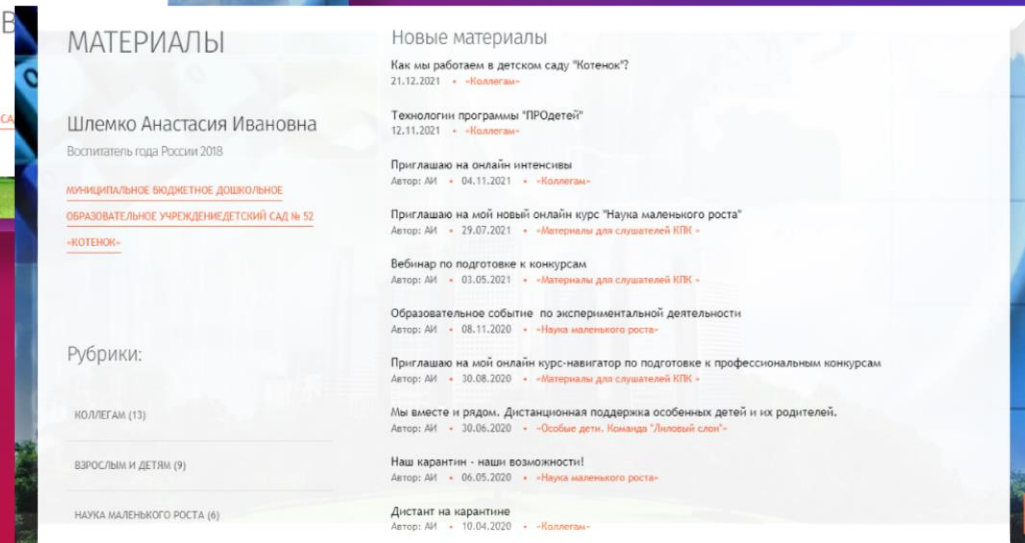 В
СА
МАТЕРИАЛЫ
Шлемко Анастасия Ивановна
Воспитатель года России 2018
МУНИЦИПАЛЬНОЕ БЮДЖЕТНОЕ ДОШКОЛЬНОЕ
ОБРАЗОВАТЕЛЬНОЕ УЧРЕЖДЕНИЕДЕТСКИЙ САД № 52
«КОТЕНОК»
Рубрики:
КОЛЛЕГАМ (13)
ВЗРОСЛЫМ И ДЕТЯМ (9)
НАУКА МАЛЕНЬКОГО РОСТА (6)
Новые материалы
Как мы работаем в детском саду "Котенок"?
21.12.2021 • «Коллегам»
Технологии программы "ПРОдетей"
12.11.2021 • «Коллегам»
Приглашаю на онлайн интенсивы
Автор: АИ • 04.11.2021 • «Коллегам»
Приглашаю на мой новый онлайн курс "Наука маленького роста"
Автор: АИ • 29.07.2021 • «Материалы для слушателей КПК »
Вебинар по подготовке к конкурсам
Автор: АИ • 03.05.2021 • «Материалы для слушателей КПК »
Образовательное событие по экспериментальной деятельности
Автор: АИ • 08.11.2020 • «Наука маленького роста»
Приглашаю на мой онлайн курс-навигатор по подготовке к профессиональным конкурсам
Автор: АИ • 30.08.2020 • «Материалы для слушателей КПК »
Мы вместе и рядом. Дистанционная поддержка особенных детей и их родителей.
Автор: АИ • 30.06.2020 • «Особые дети. Команда "Лиловый слон"»
Наш карантин - наши возможности!
Автор: АИ • 06.05.2020 • «Наука маленького роста»
Дистант на карантине
Автор: АИ • 10.04.2020 • «Коллегам»